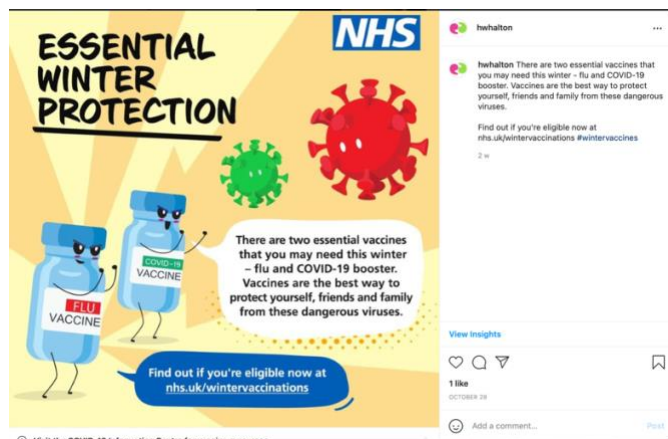 ESSENTIAL
WINTER
PROTECTION
NHS
COVID-19
VACCINE
FLU
VACCINE
There are two essential vaccines
that you may need this winter
– flu and COVID-19 booster.
Vaccines are the best way to
protect yourself, friends and family
from these dangerous viruses.
Find out if you're eligible now at
nhs.uk/wintervaccinations
hwhalton
hwhalton There are two essential vaccines that
you may need this winter – flu and COVID-19
booster. Vaccines are the best way to protect
yourself, friends and family from these dangerous
viruses.
Find out if you're eligible now at
nhs.uk/wintervaccinations #wintervaccines
2 w
View Insights
1 like
OCTOBER 29
Add a comment...
Post